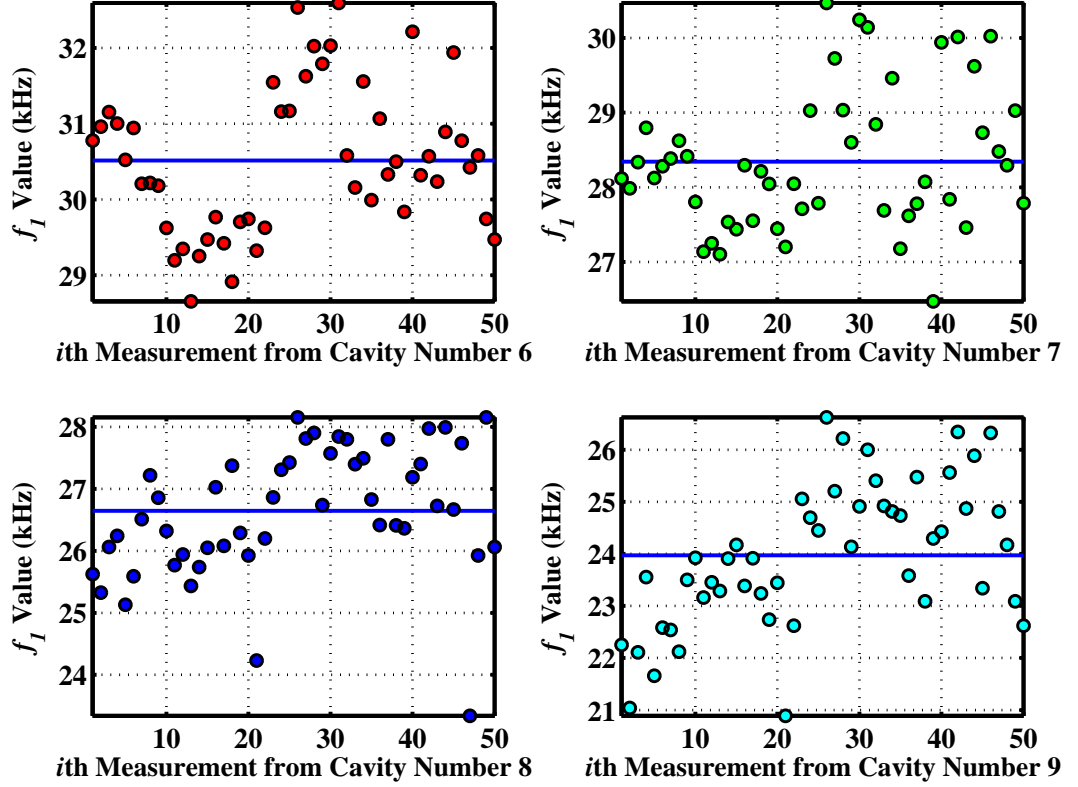 32
31
30
29
f1 Value (kHz)
10 20 30 40 50
ith Measurement from Cavity Number 6
30
29
28
27
f1 Value (kHz)
10 20 30 40 50
ith Measurement from Cavity Number 7
28
27
26
25
24
f1 Value (kHz)
10 20 30 40 50
ith Measurement from Cavity Number 8
26
25
24
23
22
21
f1 Value (kHz)
10 20 30 40 50
ith Measurement from Cavity Number 9